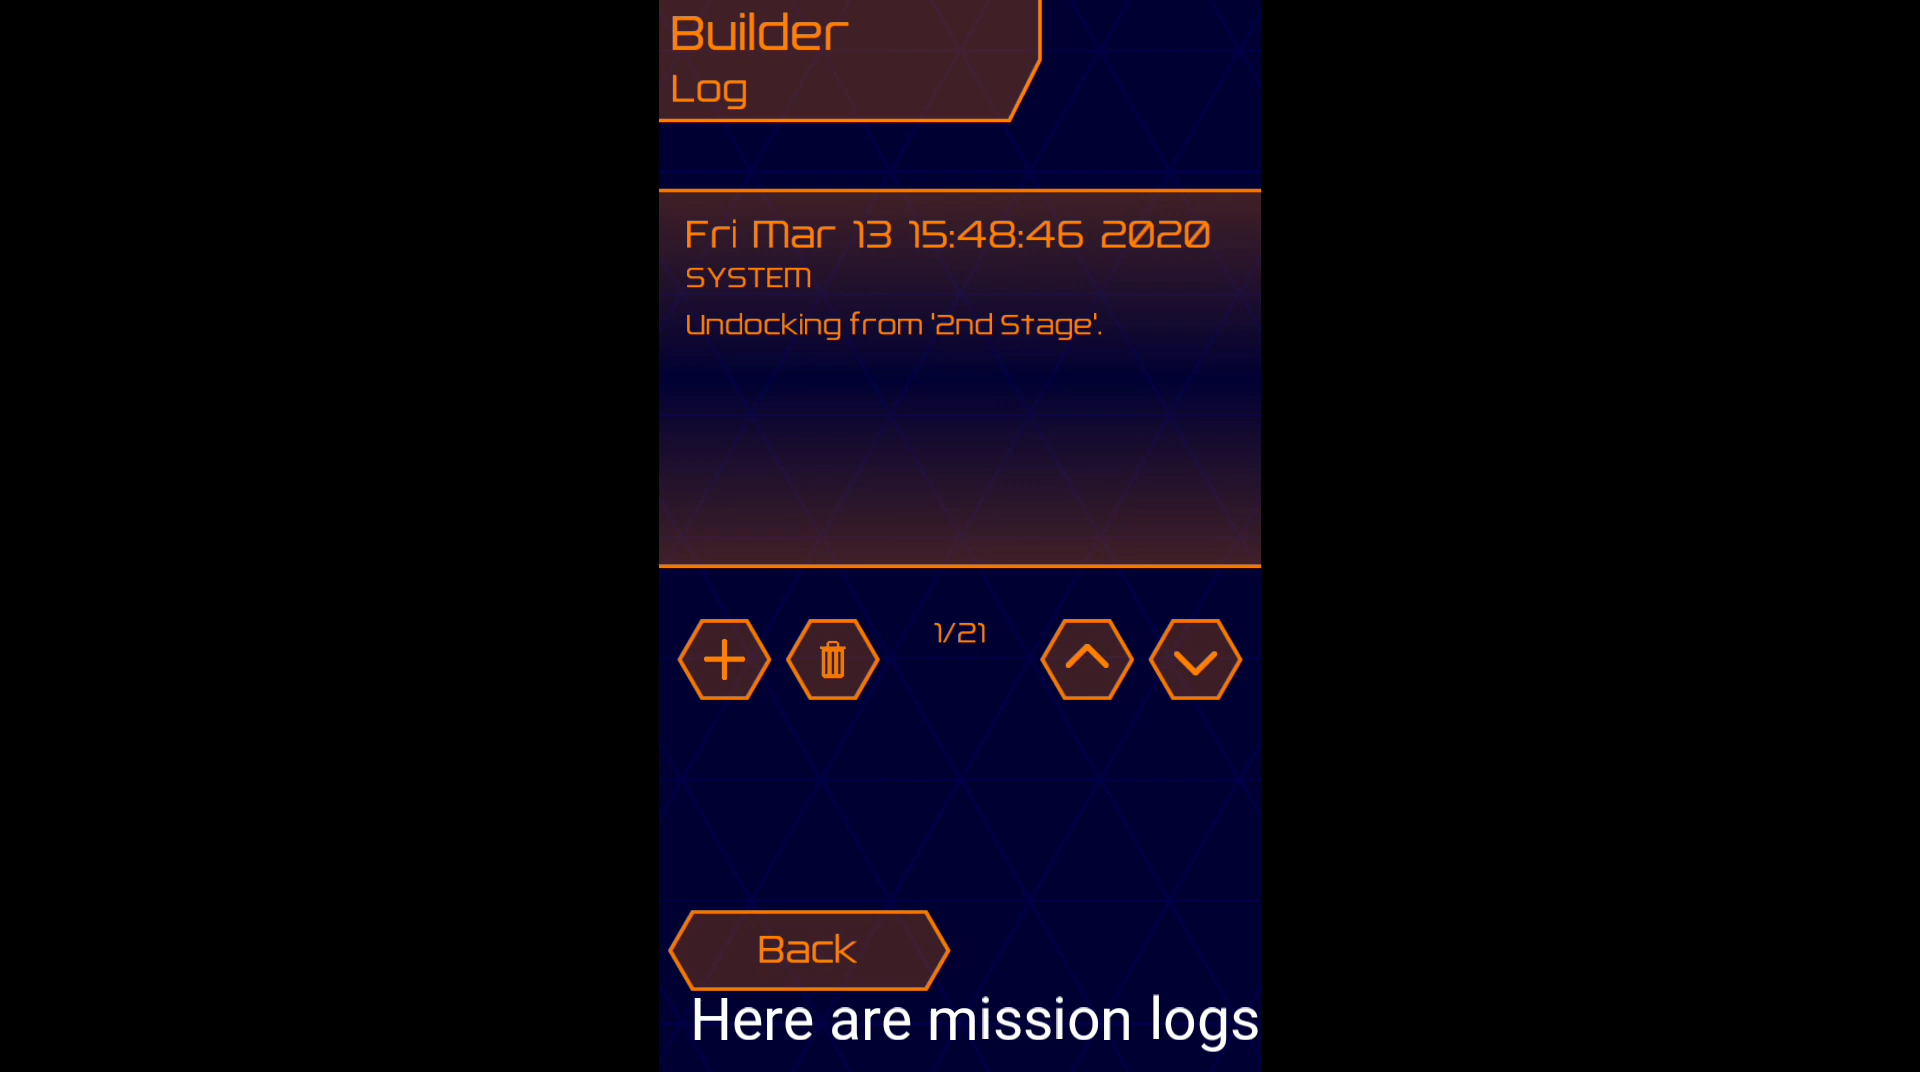 Builder
Log
Fri Mar 13 15:48:46 2020
SYSTEM
Undocking from '2nd Stage'.
1/21
Back
Here are mission logs